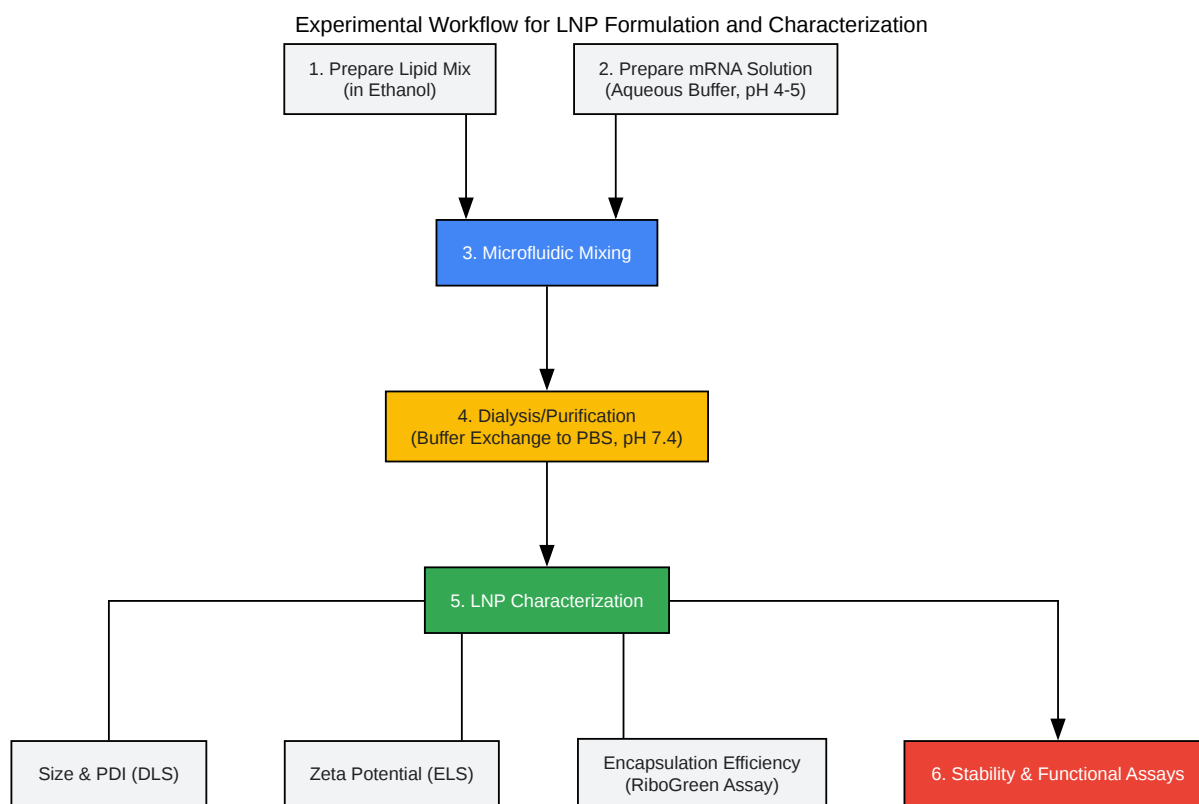 Experimental Workflow for LNP Formulation and Characterization
1. Prepare Lipid Mix
(in Ethanol)
2. Prepare mRNA Solution
(Aqueous Buffer, pH 4-5)
3. Microfluidic Mixing
4. Dialysis/Purification
(Buffer Exchange to PBS, pH 7.4)
5. LNP Characterization
Size & PDI (DLS)
Zeta Potential (ELS)
Encapsulation Efficiency
(RiboGreen Assay)
6. Stability & Functional Assays